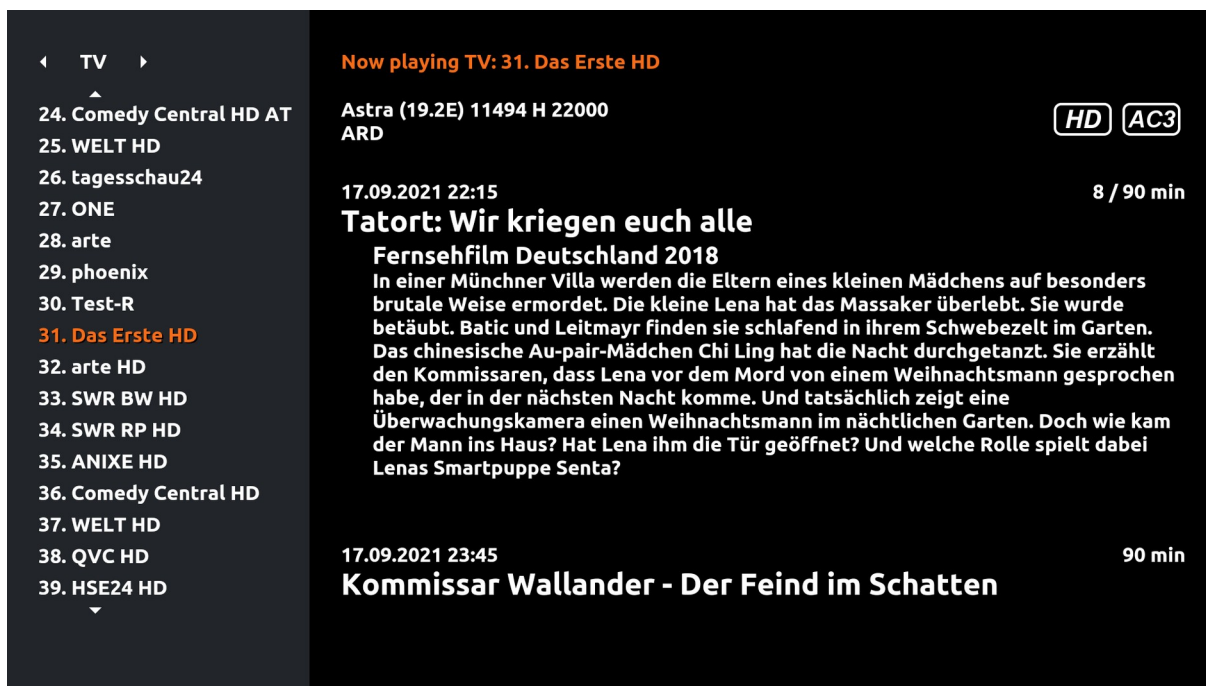 TV
24. Comedy Central HD AT
25. WELT HD
26. tagesschau24
27. ONE
28. arte
29. phoenix
30. Test-R
31. Das Erste HD
32. arte HD
33. SWR BW HD
34. SWR RP HD
35. ANIXE HD
36. Comedy Central HD
37. WELT HD
38. QVC HD
39. HSE24 HD
Now playing TV: 31. Das Erste HD
Astra (19.2E) 11494 H 22000
ARD
HD AC3
17.09.2021 22:15 8 / 90 min
Tatort: Wir kriegen euch alle
Fernsehfilm Deutschland 2018
In einer Münchner Villa werden die Eltern eines kleinen Mädchens auf besonders
brutale Weise ermordet. Die kleine Lena hat das Massaker überlebt. Sie wurde
betäubt. Batic und Leitmayr finden sie schlafend in ihrem Schwebezelt im Garten.
Das chinesische Au-pair-Mädchen Chi Ling hat die Nacht durchgetanzt. Sie erzählt
den Kommissaren, dass Lena vor dem Mord von einem Weihnachtsmann gesprochen
habe, der in der nächsten Nacht komme. Und tatsächlich zeigt eine
Überwachungskamera einen Weihnachtsmann im nächtlichen Garten. Doch wie kam
der Mann ins Haus? Hat Lena ihm die Tür geöffnet? Und welche Rolle spielt dabei
Lenas Smartpuppe Senta?
17.09.2021 23:45 90 min
Kommissar Wallander - Der Feind im Schatten